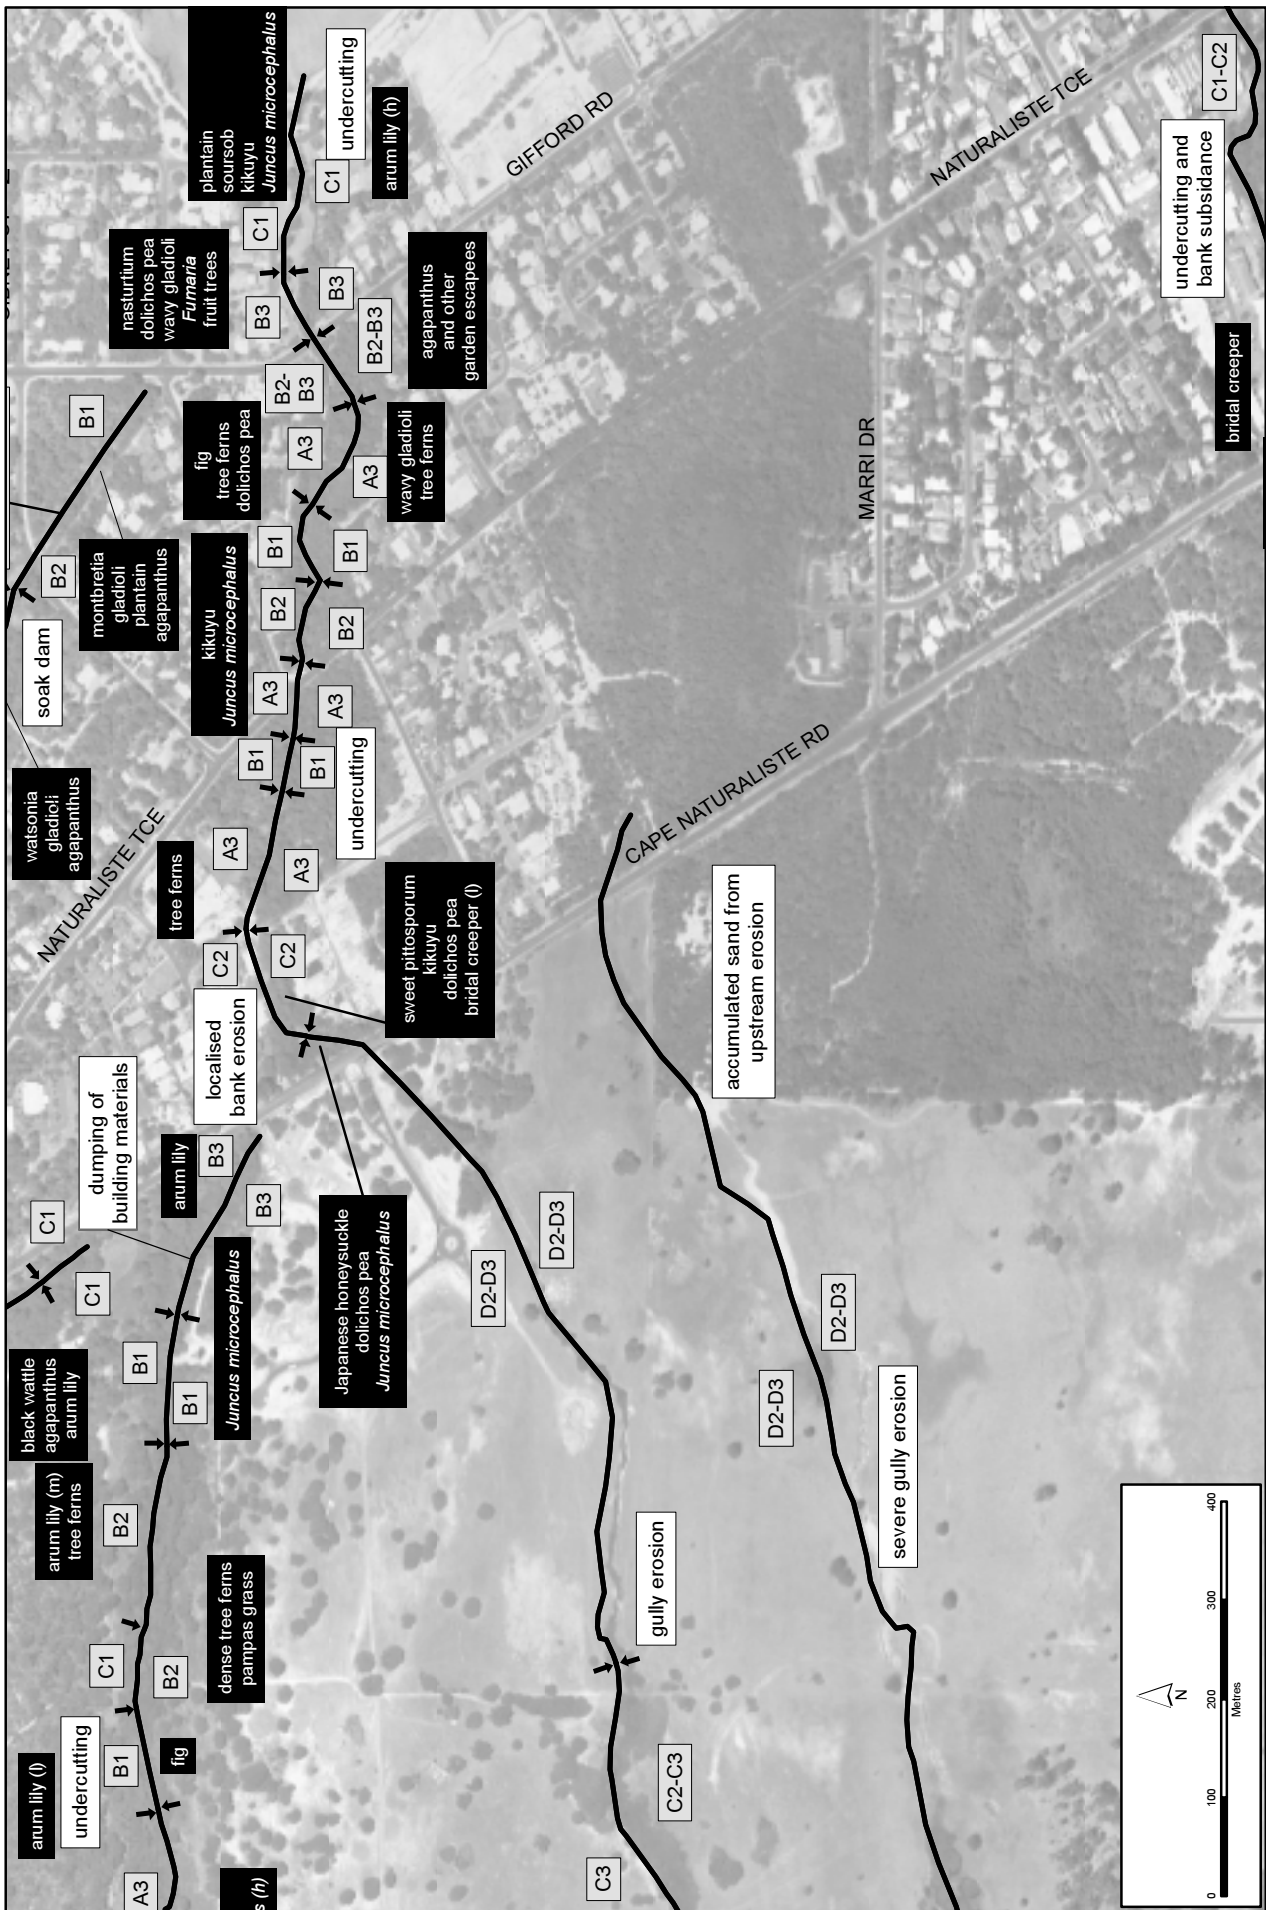 plantain
soursob
kikuyu
Juncus microcephalus
undercutting
arum lily (h)
C1
C1
GIFFORD RD
NATURALISTE TCE
C1-C2
undercutting and
bank subsidance
bridal creeper
nasturtium
dolichos pea
wavy gladioli
Fumaria
fruit trees
B3
B3
B2-
B3
B2-B3
agapanthus
and other
garden escapees
B1
fig
tree ferns
dolichos pea
A3
A3
wavy gladioli
tree ferns
MARRI DR
B2
montbretia
gladioli
plantain
agapanthus
soak dam
kikuyu
Juncus microcephalus
B1
B1
B2
B2
A3
A3
B1
B1
undercutting
watsonia
gladioli
agapanthus
NATURALISTE TCE
tree ferns
A3
A3
CAPE NATURALISTE RD
C2
C2
localised
bank erosion
sweet pittosporum
kikuyu
dolichos pea
bridal creeper (l)
accumulated sand from
upstream erosion
dumping of
building materials
arum lily
B3
B3
C1
C1
Japanese honeysuckle
dolichos pea
Juncus microcephalus
D2-D3
D2-D3
Juncus microcephalus
B1
B1
black wattle
agapanthus
arum lily
D2-D3
D2-D3
severe gully erosion
arum lily (m)
tree ferns
B2
dense tree ferns
pampas grass
gully erosion
C1
B2
arum lily (l)
undercutting
B1
fig
C2-C3
C3
A3
s (h)
N
0
100
200
300
400
Metres